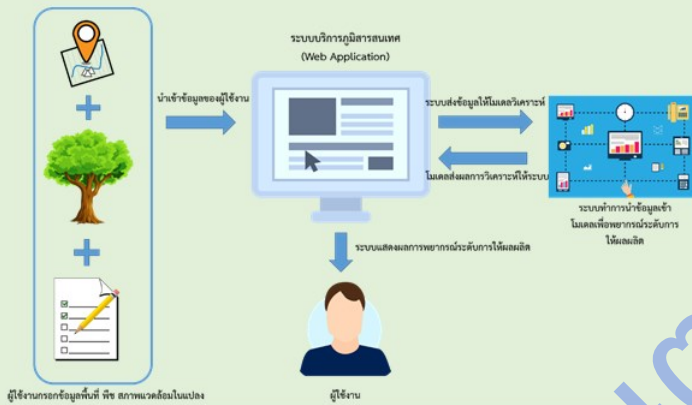 ระบบบริการภูมิสารสนเทศ
(Web Application)
นำเข้าข้อมูลของผู้ใช้งาน
ระบบส่งข้อมูลให้โมเดลวิเคราะห์
โมเดลส่งผลการวิเคราะห์ให้ระบบ
ระบบทำการนำข้อมูลเข้า
โมเดลเพื่อพยากรณ์ระดับการ
ให้ผลผลิต
ระบบแสดงผลการพยากรณ์ระดับการให้ผลผลิต
ผู้ใช้งานกรอกข้อมูลพื้นที่ พืช สภาพแวดล้อมในแปลง
ผู้ใช้งาน